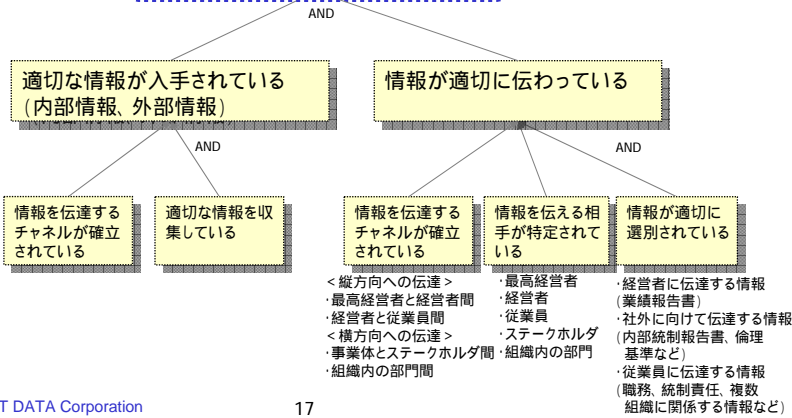 AND
適切な情報が入手されている
(内部情報、外部情報)
情報が適切に伝わっている
AND
AND
情報を伝達する
チャネルが確立
されている
適切な情報を収
集している
情報を伝達する
チャネルが確立
されている
情報を伝える相
手が特定されて
いる
情報が適切に
選別されている
<縦方向への伝達>
・最高経営者と経営者間
・経営者と従業員間
<横方向への伝達>
・事業体とステークホルダ間
・組織内の部門間
・最高経営者
・経営者
・従業員
・ステークホルダ
・組織内の部門
・経営者に伝達する情報
(業績報告書)
・社外に向けて伝達する情報
(内部統制報告書、倫理
基準など)
・従業員に伝達する情報
(職務、統制責任、複数
組織に関係する情報など)
T DATA Corporation
17